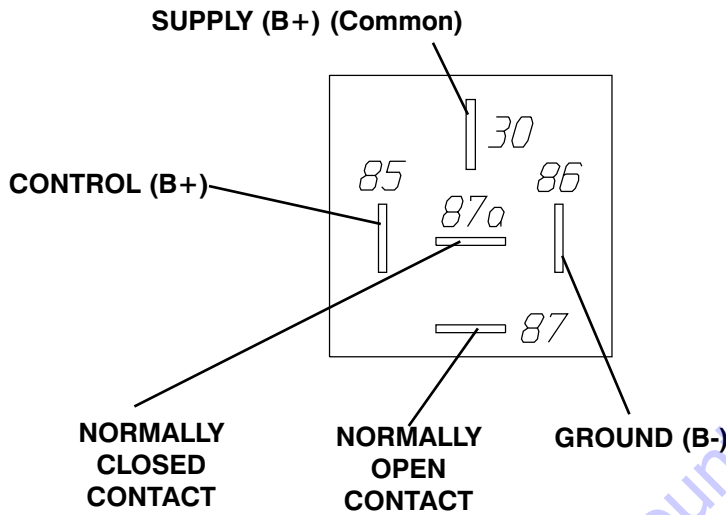 SUPPLY (B+) (Common)
30
85
86
CONTROL (B+)
87a
87
NORMALLY
CLOSED
CONTACT
NORMALLY
OPEN
CONTACT
GROUND (B-)